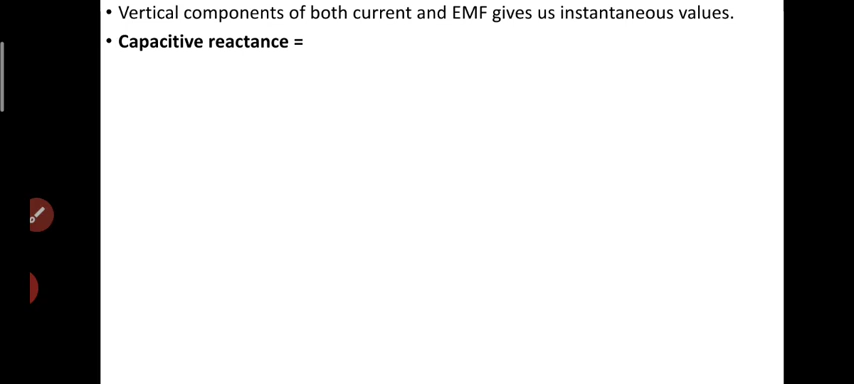 • Vertical components of both current and EMF gives us instantaneous values.
• Capacitive reactance =